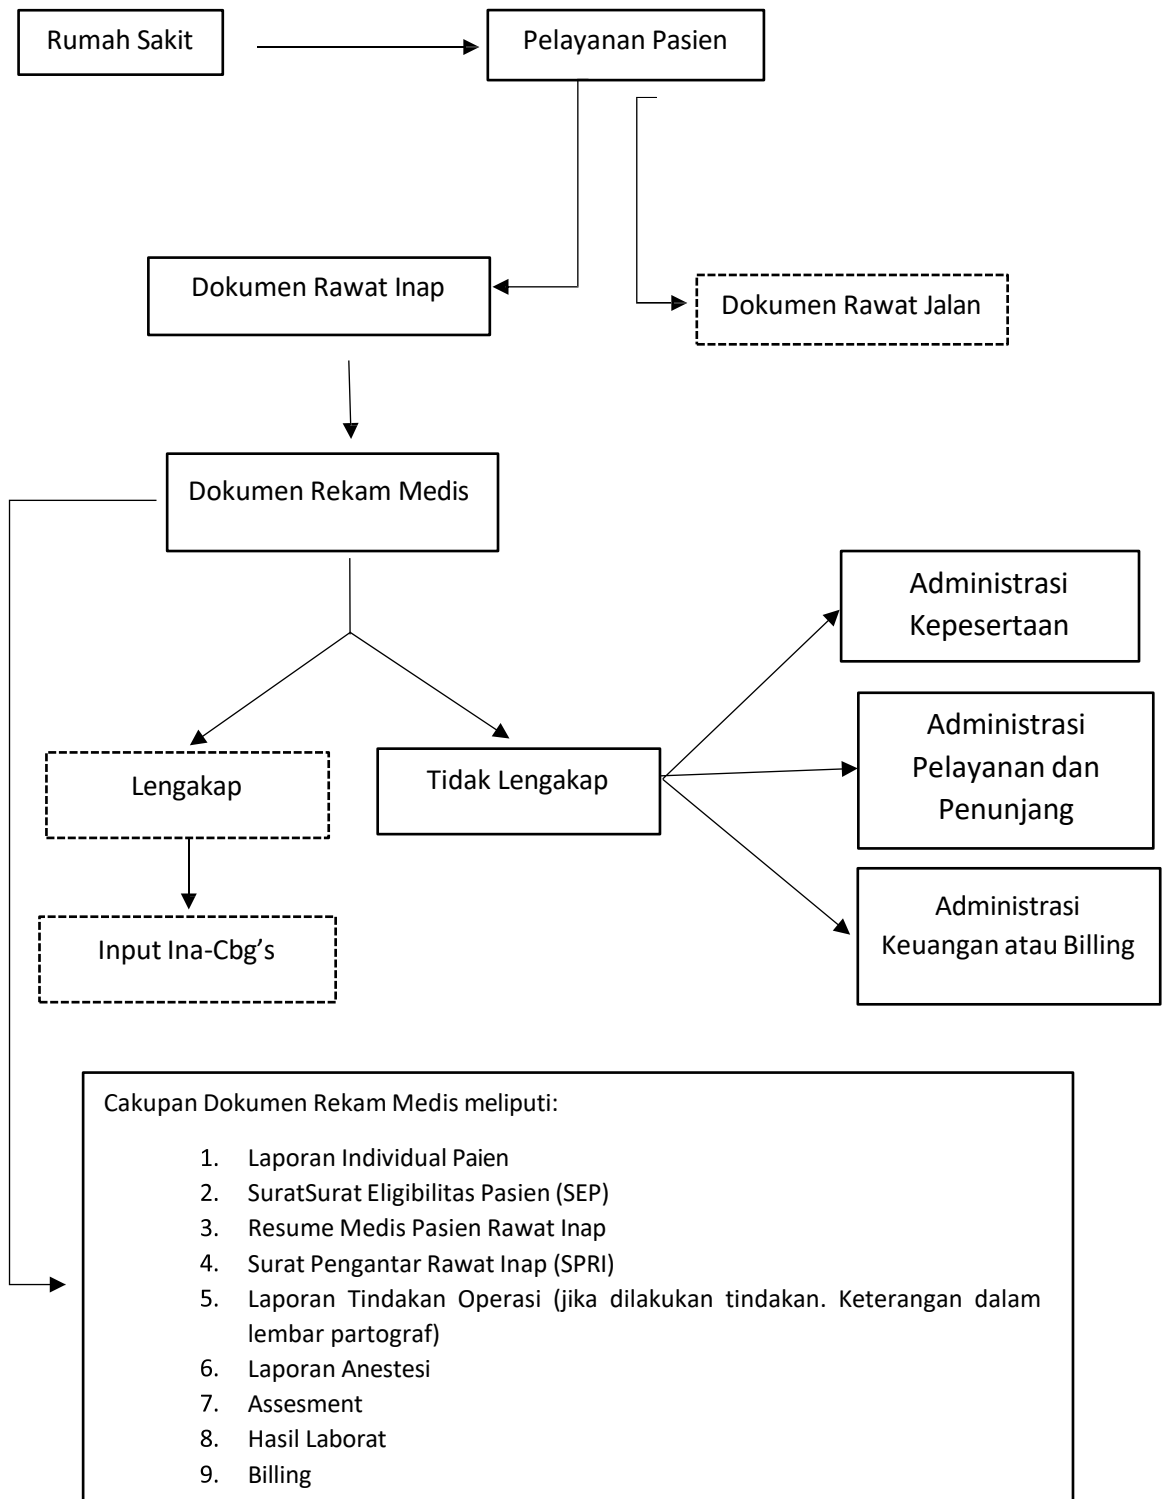 Rumah Sakit
Pelayanan Pasien
Dokumen Rawat Inap
Dokumen Rawat Jalan
Dokumen Rekam Medis
Administrasi
Kepesertaan
Administrasi
Pelayanan dan
Penunjang
Lengakap
Tidak Lengakap
Administrasi
Keuangan atau Billing
Input Ina-Cbg’s
Cakupan Dokumen Rekam Medis meliputi:
1. Laporan Individual Paien
2. SuratSurat Eligibilitas Pasien (SEP)
3. Resume Medis Pasien Rawat Inap
4. Surat Pengantar Rawat Inap (SPRI)
5. Laporan Tindakan Operasi (jika dilakukan tindakan. Keterangan dalam
lembar partograf)
6. Laporan Anestesi
7. Assesment
8. Hasil Laborat
9. Billing